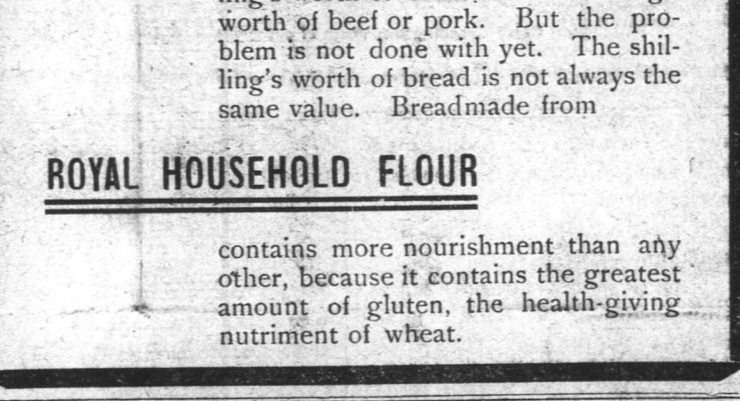 worth of beef or pork. But the pro-
blem is not done with yet. The shil-
ling's worth of bread is not always the
same value. Breadmade from
ROYAL HOUSEHOLD FLOUR
contains more nourishment than any
other, because it contains the greatest
amount of gluten, the health-giving
nutriment of wheat.